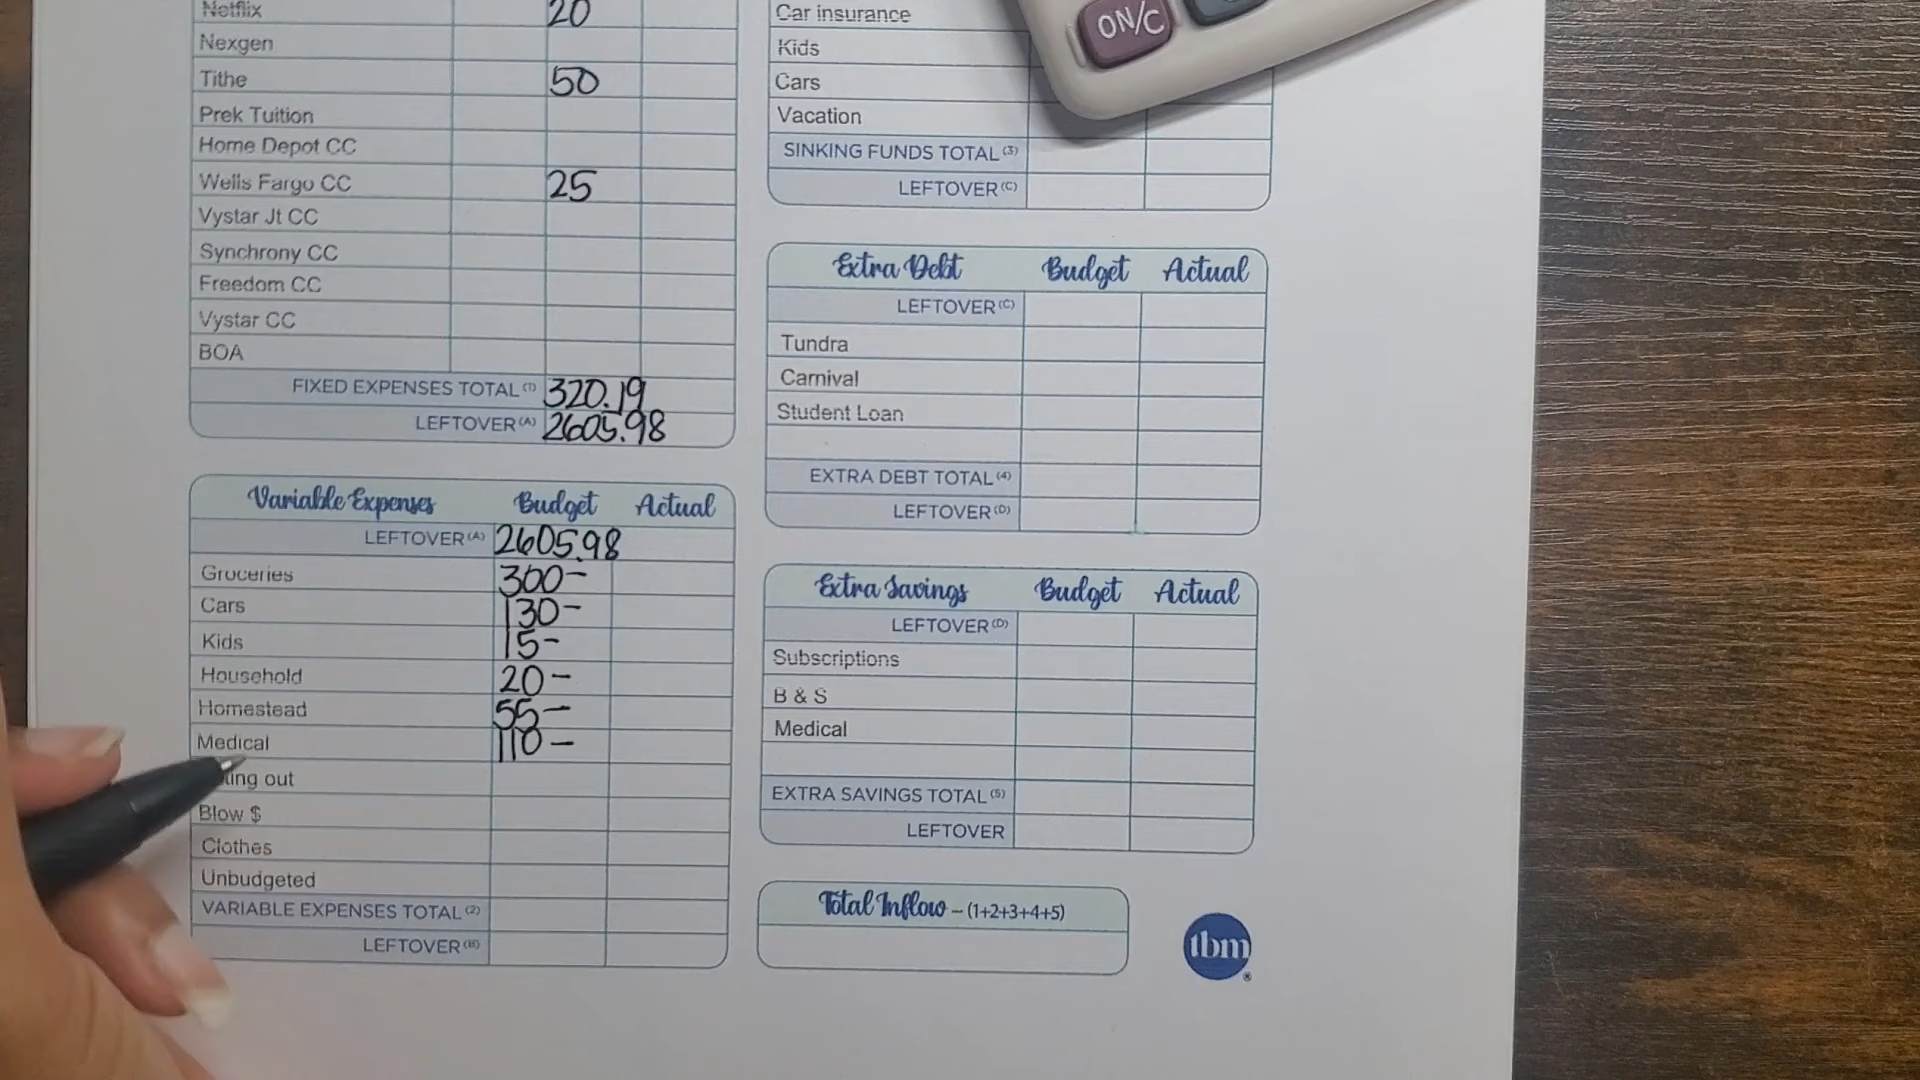 Netflix 20
Nexgen
Tithe 50
Prek Tuition
Home Depot CC
Wells Fargo CC 25
Vystar Jt CC
Synchrony CC
Freedom CC
Vystar CC
BOA
FIXED EXPENSES TOTAL (1) 320.19
LEFTOVER (A) 2605.98
Variable Expenses Budget Actual
LEFTOVER (A) 2605.98
Groceries 300-
Cars 130-
Kids 15-
Household 20-
Homestead 55-
Medical 110-
ting out
Blow $
Clothes
Unbudgeted
VARIABLE EXPENSES TOTAL (2)
LEFTOVER (B)
Car insurance
Kids
Cars
Vacation
SINKING FUNDS TOTAL (3)
LEFTOVER (C)
Extra Debt Budget Actual
LEFTOVER (C)
Tundra
Carnival
Student Loan
EXTRA DEBT TOTAL (4)
LEFTOVER (D)
Extra Savings Budget Actual
LEFTOVER (D)
Subscriptions
B & S
Medical
EXTRA SAVINGS TOTAL (5)
LEFTOVER
Total Inflow - (1+2+3+4+5)
tbm
®
ON/C